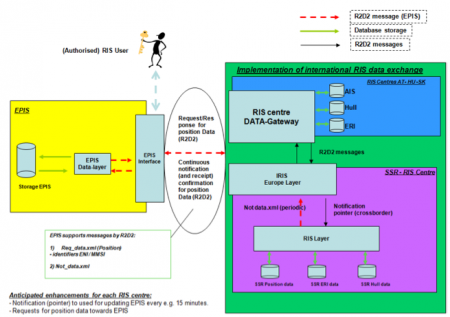 R2D2 message (EPIS)
Database storage
R2D2 messages
(Authorised) RIS User
Implementation of international RIS data exchange
RIS Centres AT- HU-SK
AIS
Hull
ERI
RIS centre
DATA-Gateway
EPIS
Request/Res
ponse for
position Data
(R2D2)
Continuous
notification
(and receipt)
confirmation
for position
Data (R2D2)
EPIS
Data-layer
EPIS
Interface
Storage EPIS
R2D2 messages
SSR - RIS Centre
IRIS
Europe Layer
Not data.xml (periodic)
Notification
pointer (crossborder)
RIS Layer
SSR Position data
SSR ERI data
SSR Hull data
EPIS supports messages by R2D2:
1) Req_data.xml (Position)
- identifiers ENI / MMSI
2) Not_data.xml
Anticipated enhancements for each RIS centre:
- Notification (pointer) to used for updating EPIS every e.g. 15 minutes.
- Requests for position data towards EPIS